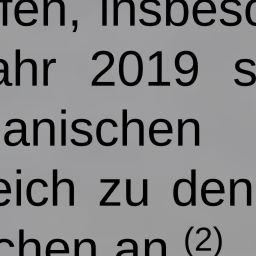 ffen, insbeso
ahr 2019 s
anischen
eich zu den
chen an (2)